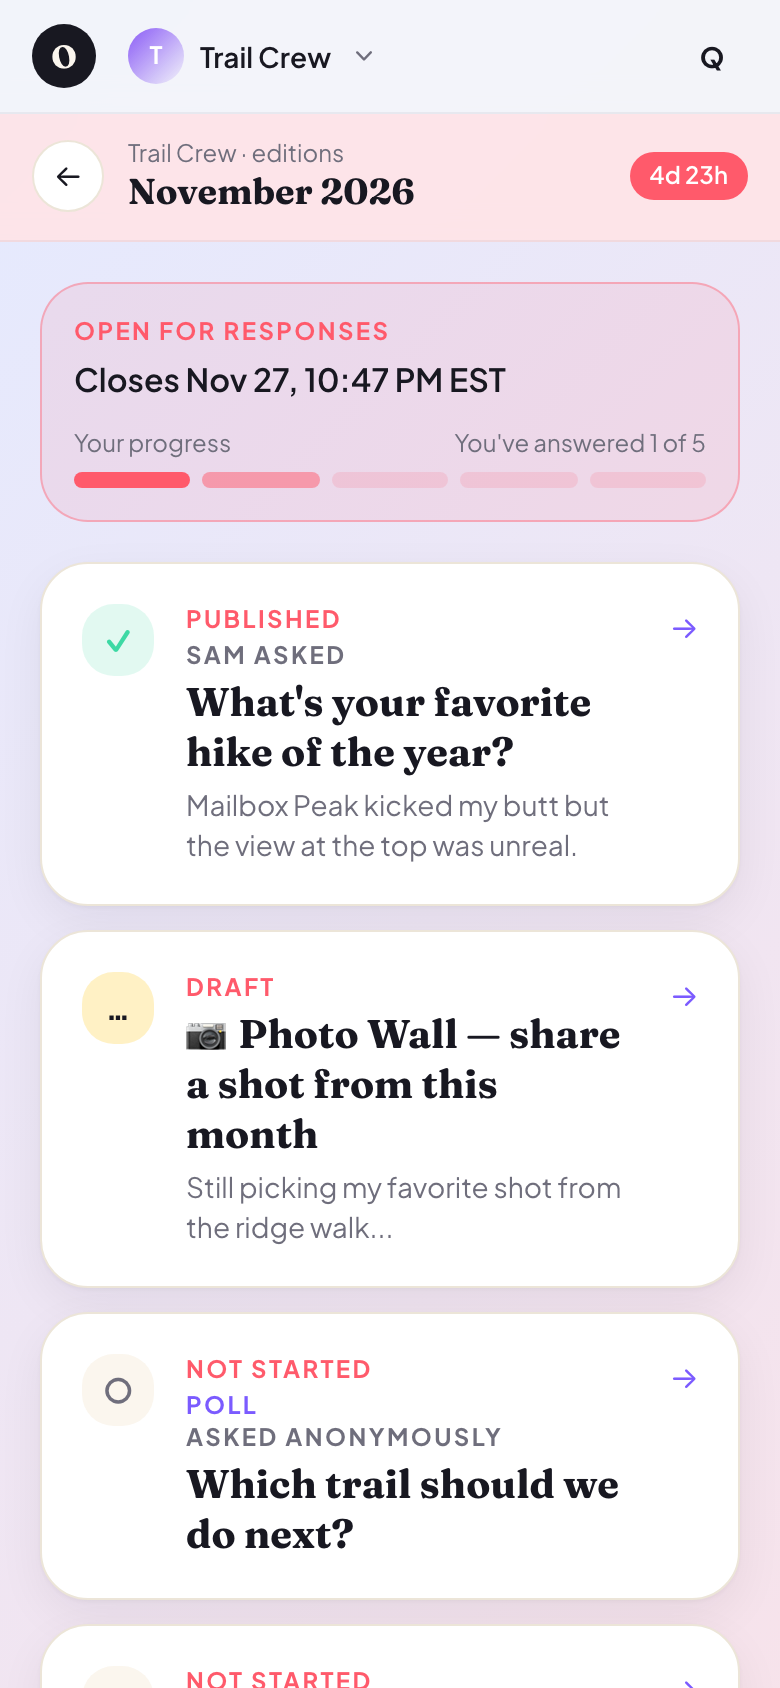 O
T
Trail Crew
Q
Trail Crew · editions
November 2026
4d 23h
OPEN FOR RESPONSES
Closes Nov 27, 10:47 PM EST
Your progress
You've answered 1 of 5
PUBLISHED
SAM ASKED
What's your favorite
hike of the year?
Mailbox Peak kicked my butt but
the view at the top was unreal.
...
DRAFT
📷 Photo Wall — share
a shot from this
month
Still picking my favorite shot from
the ridge walk...
NOT STARTED
POLL
ASKED ANONYMOUSLY
Which trail should we
do next?
NOT STARTED